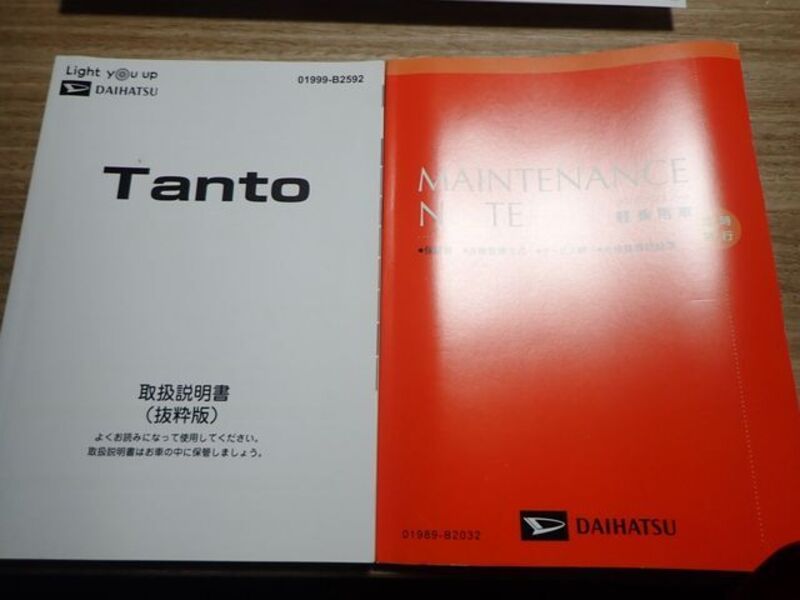 Light you up
DAIHATSU
01999-B2592
Tanto
取扱説明書
(抜粋版)
よくお読みになって使用してください。
取扱説明書はお車の中に保管しましょう。
MAINTENANCE
NOTE
軽乗用車
01989-B2032
DAIHATSU